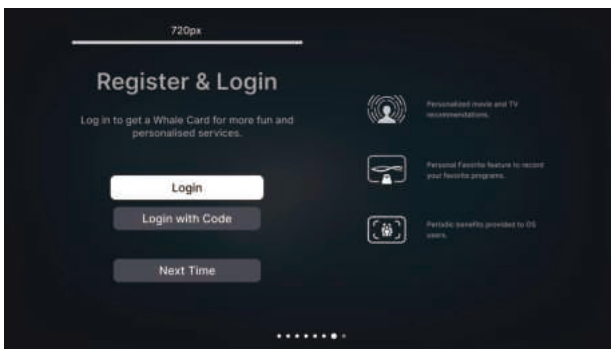 720px
Register & Login
Log in to get a Whale Card for more fun and
personalised services.
Login
Login with Code
Next Time
Personalized movie and TV
recommendations.
Personal Favorite feature to record
your favorite programs.
Periodic benefits provided to OS
users.